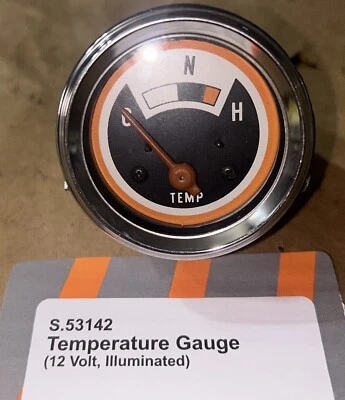 N
C H
TEMP
S.53142
Temperature Gauge
(12 Volt, Illuminated)